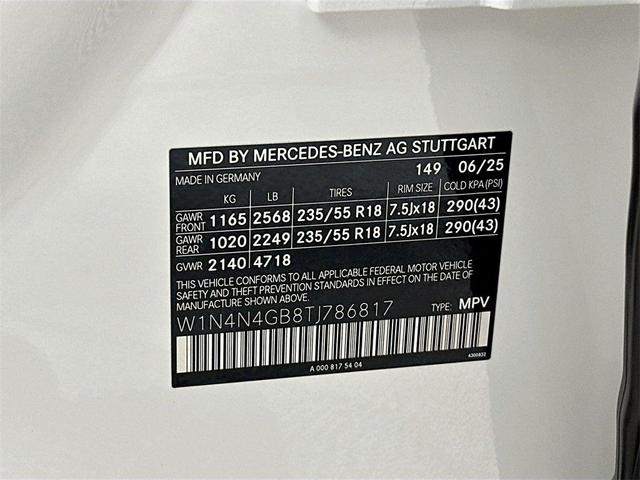 MFD BY MERCEDES-BENZ AG STUTTGART
MADE IN GERMANY 149 06/25
KG LB TIRES RIM SIZE COLD KPA (PSI)
GAWR FRONT 1165 2568 235/55 R18 7.5Jx18 290(43)
GAWR REAR 1020 2249 235/55 R18 7.5Jx18 290(43)
GVWR 2140 4718
THIS VEHICLE CONFORMS TO ALL APPLICABLE FEDERAL MOTOR VEHICLE
SAFETY AND THEFT PREVENTION STANDARDS IN EFFECT ON THE DATE OF
MANUFACTURE SHOWN ABOVE.
W1N4N4GB8TJ786817 TYPE: MPV
4300832
A 000 817 54 04